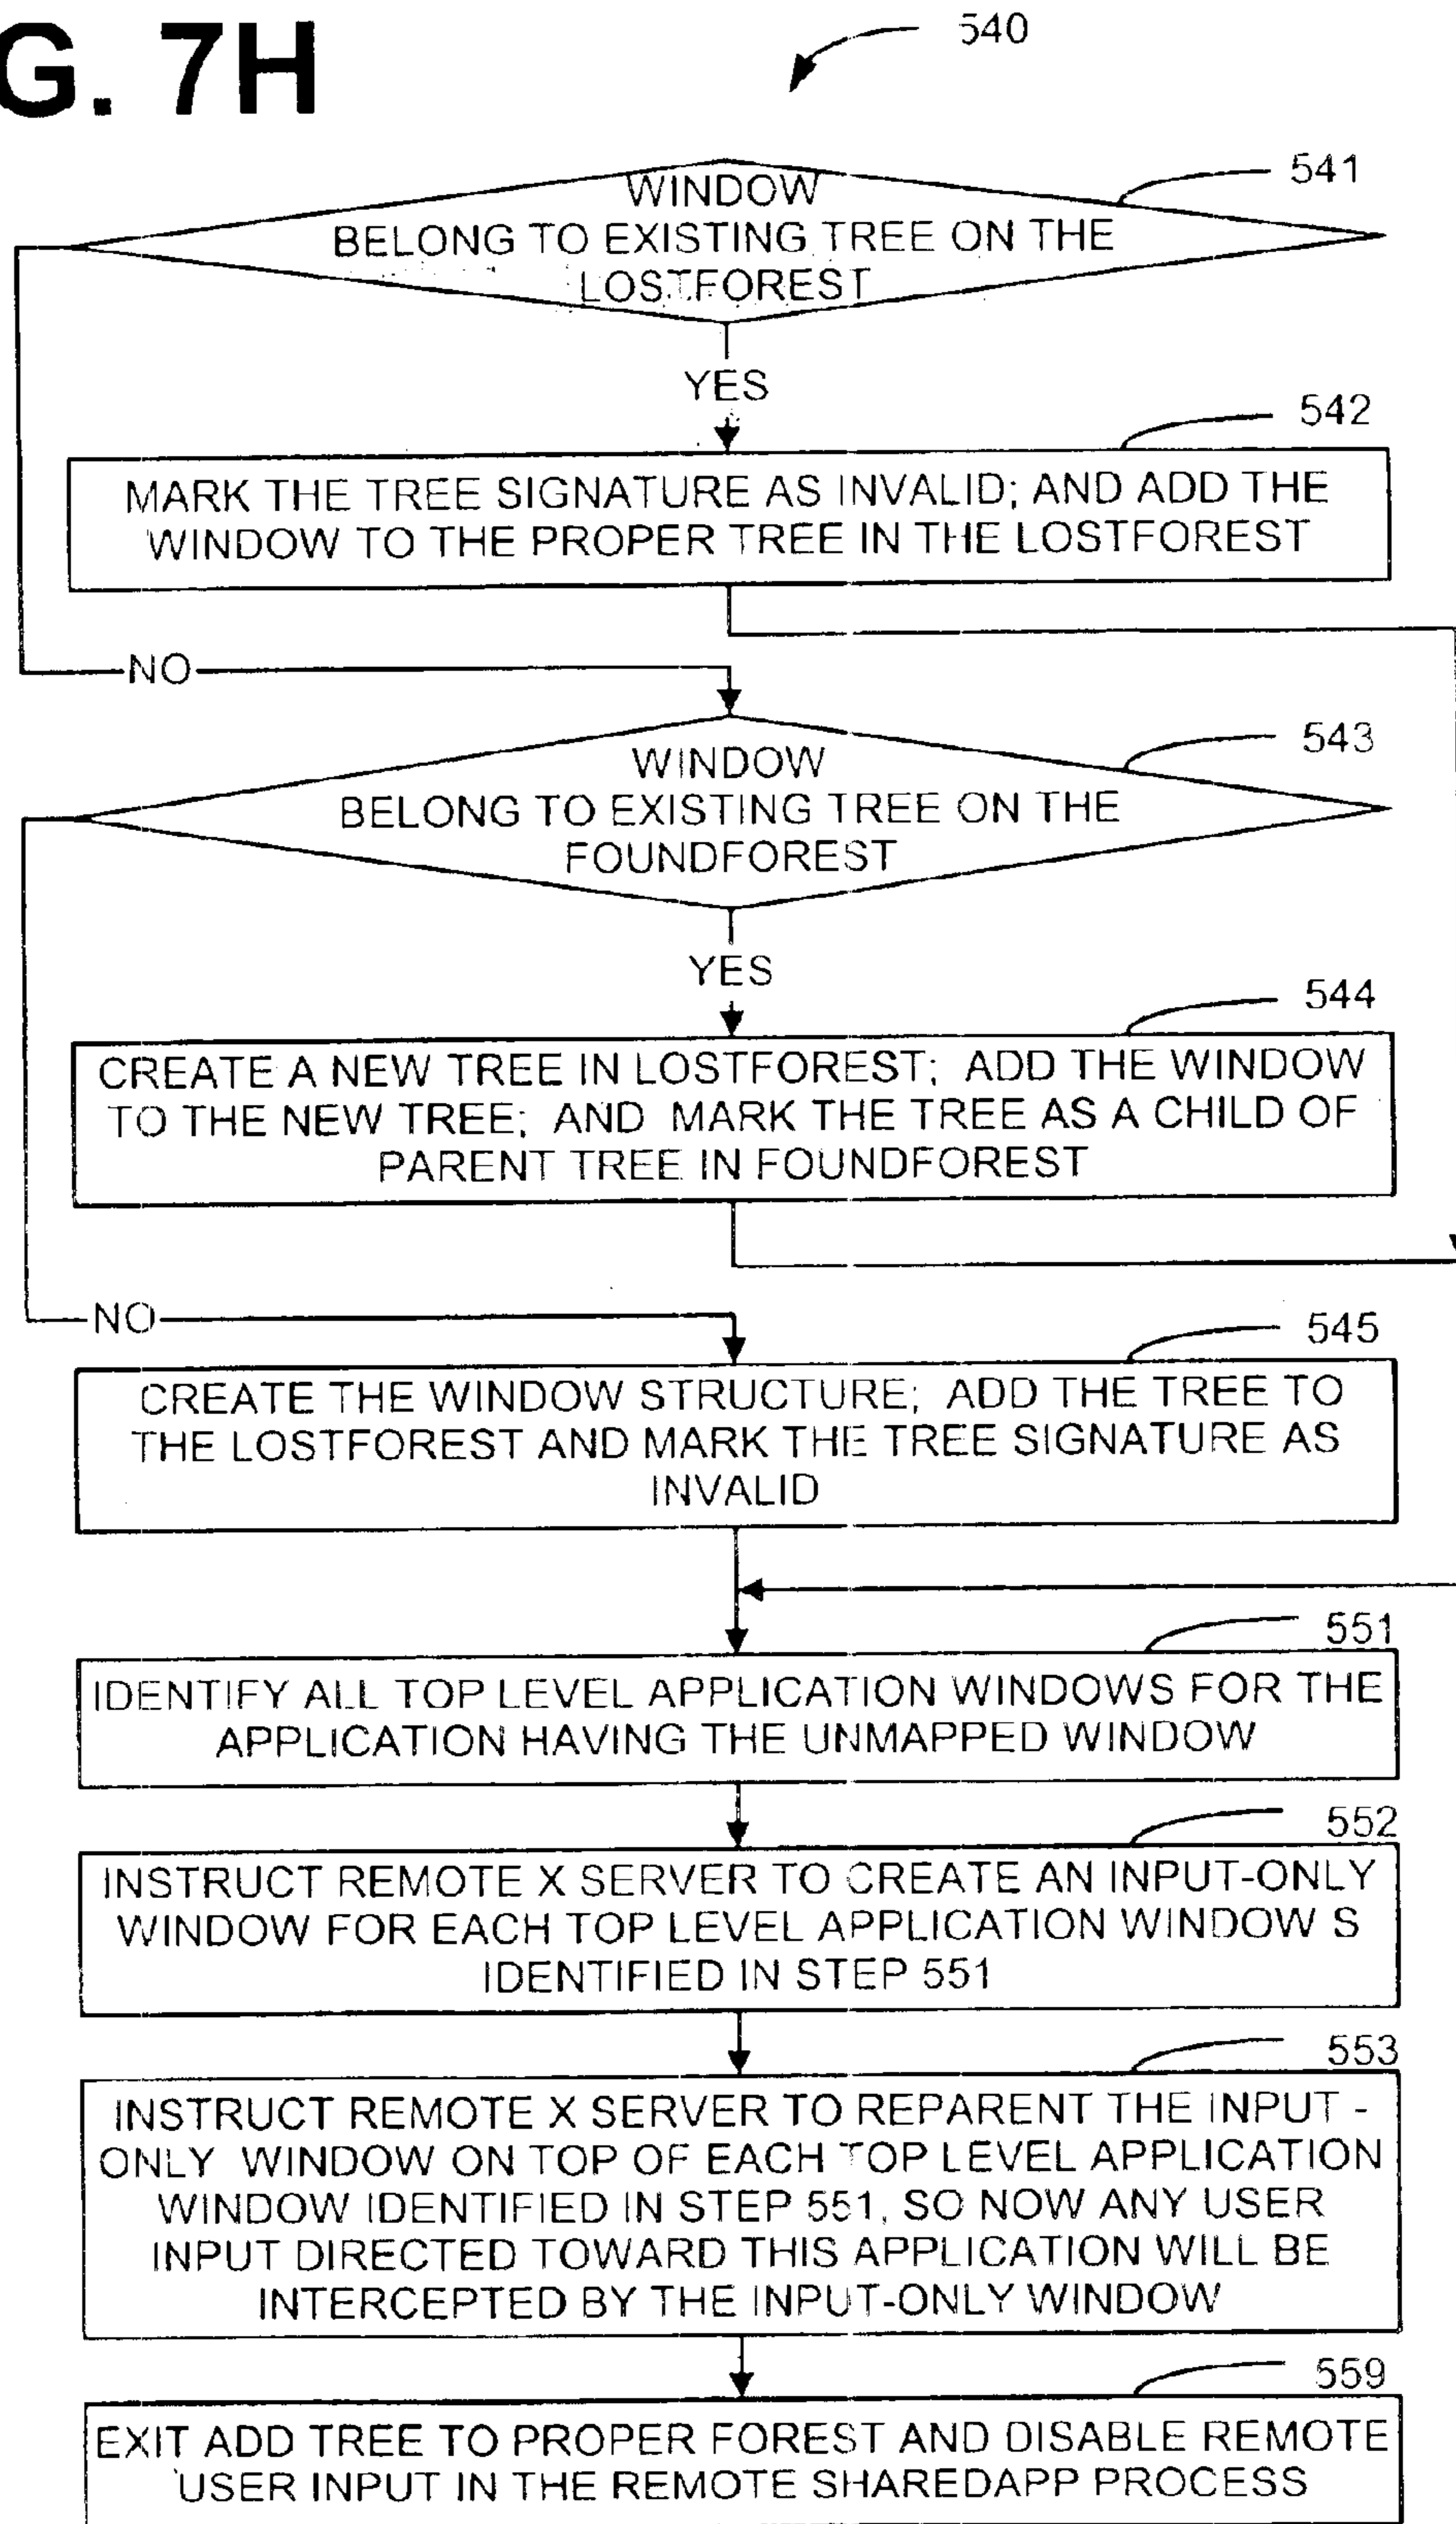 G. 7H
540
541
WINDOW
BELONG TO EXISTING TREE ON THE
LOSTFOREST
YES
542
MARK THE TREE SIGNATURE AS INVALID; AND ADD THE
WINDOW TO THE PROPER TREE IN THE LOSTFOREST
NO
543
WINDOW
BELONG TO EXISTING TREE ON THE
FOUNDFOREST
YES
544
CREATE A NEW TREE IN LOSTFOREST; ADD THE WINDOW
TO THE NEW TREE; AND MARK THE TREE AS A CHILD OF
PARENT TREE IN FOUNDFOREST
NO
545
CREATE THE WINDOW STRUCTURE; ADD THE TREE TO
THE LOSTFOREST AND MARK THE TREE SIGNATURE AS
INVALID
551
IDENTIFY ALL TOP LEVEL APPLICATION WINDOWS FOR THE
APPLICATION HAVING THE UNMAPPED WINDOW
552
INSTRUCT REMOTE X SERVER TO CREATE AN INPUT-ONLY
WINDOW FOR EACH TOP LEVEL APPLICATION WINDOW S
IDENTIFIED IN STEP 551
553
INSTRUCT REMOTE X SERVER TO REPARENT THE INPUT -
ONLY WINDOW ON TOP OF EACH TOP LEVEL APPLICATION
WINDOW IDENTIFIED IN STEP 551, SO NOW ANY USER
INPUT DIRECTED TOWARD THIS APPLICATION WILL BE
INTERCEPTED BY THE INPUT-ONLY WINDOW
559
EXIT ADD TREE TO PROPER FOREST AND DISABLE REMOTE
USER INPUT IN THE REMOTE SHAREDAPP PROCESS